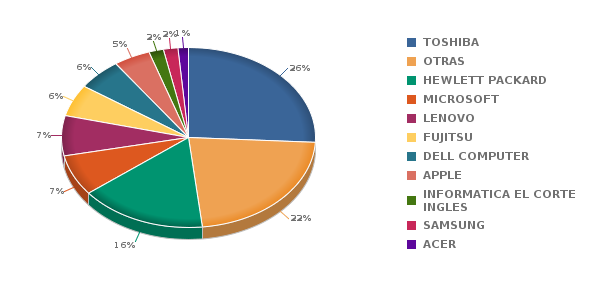 2%
2%
1%
5%
26%
6%
6%
7%
7%
22%
16%
TOSHIBA
OTRAS
HEWLETT PACKARD
MICROSOFT
LENOVO
FUJITSU
DELL COMPUTER
APPLE
INFORMATICA EL CORTE
INGLES
SAMSUNG
ACER